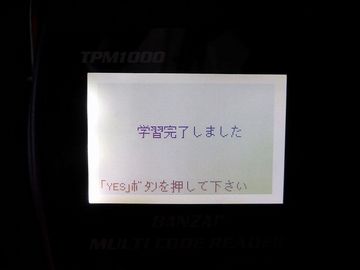 TPM1000
学習完了しました
｢YES｣ﾎﾞﾀﾝを押して下さい
BANZAI
MULTI CODE READER